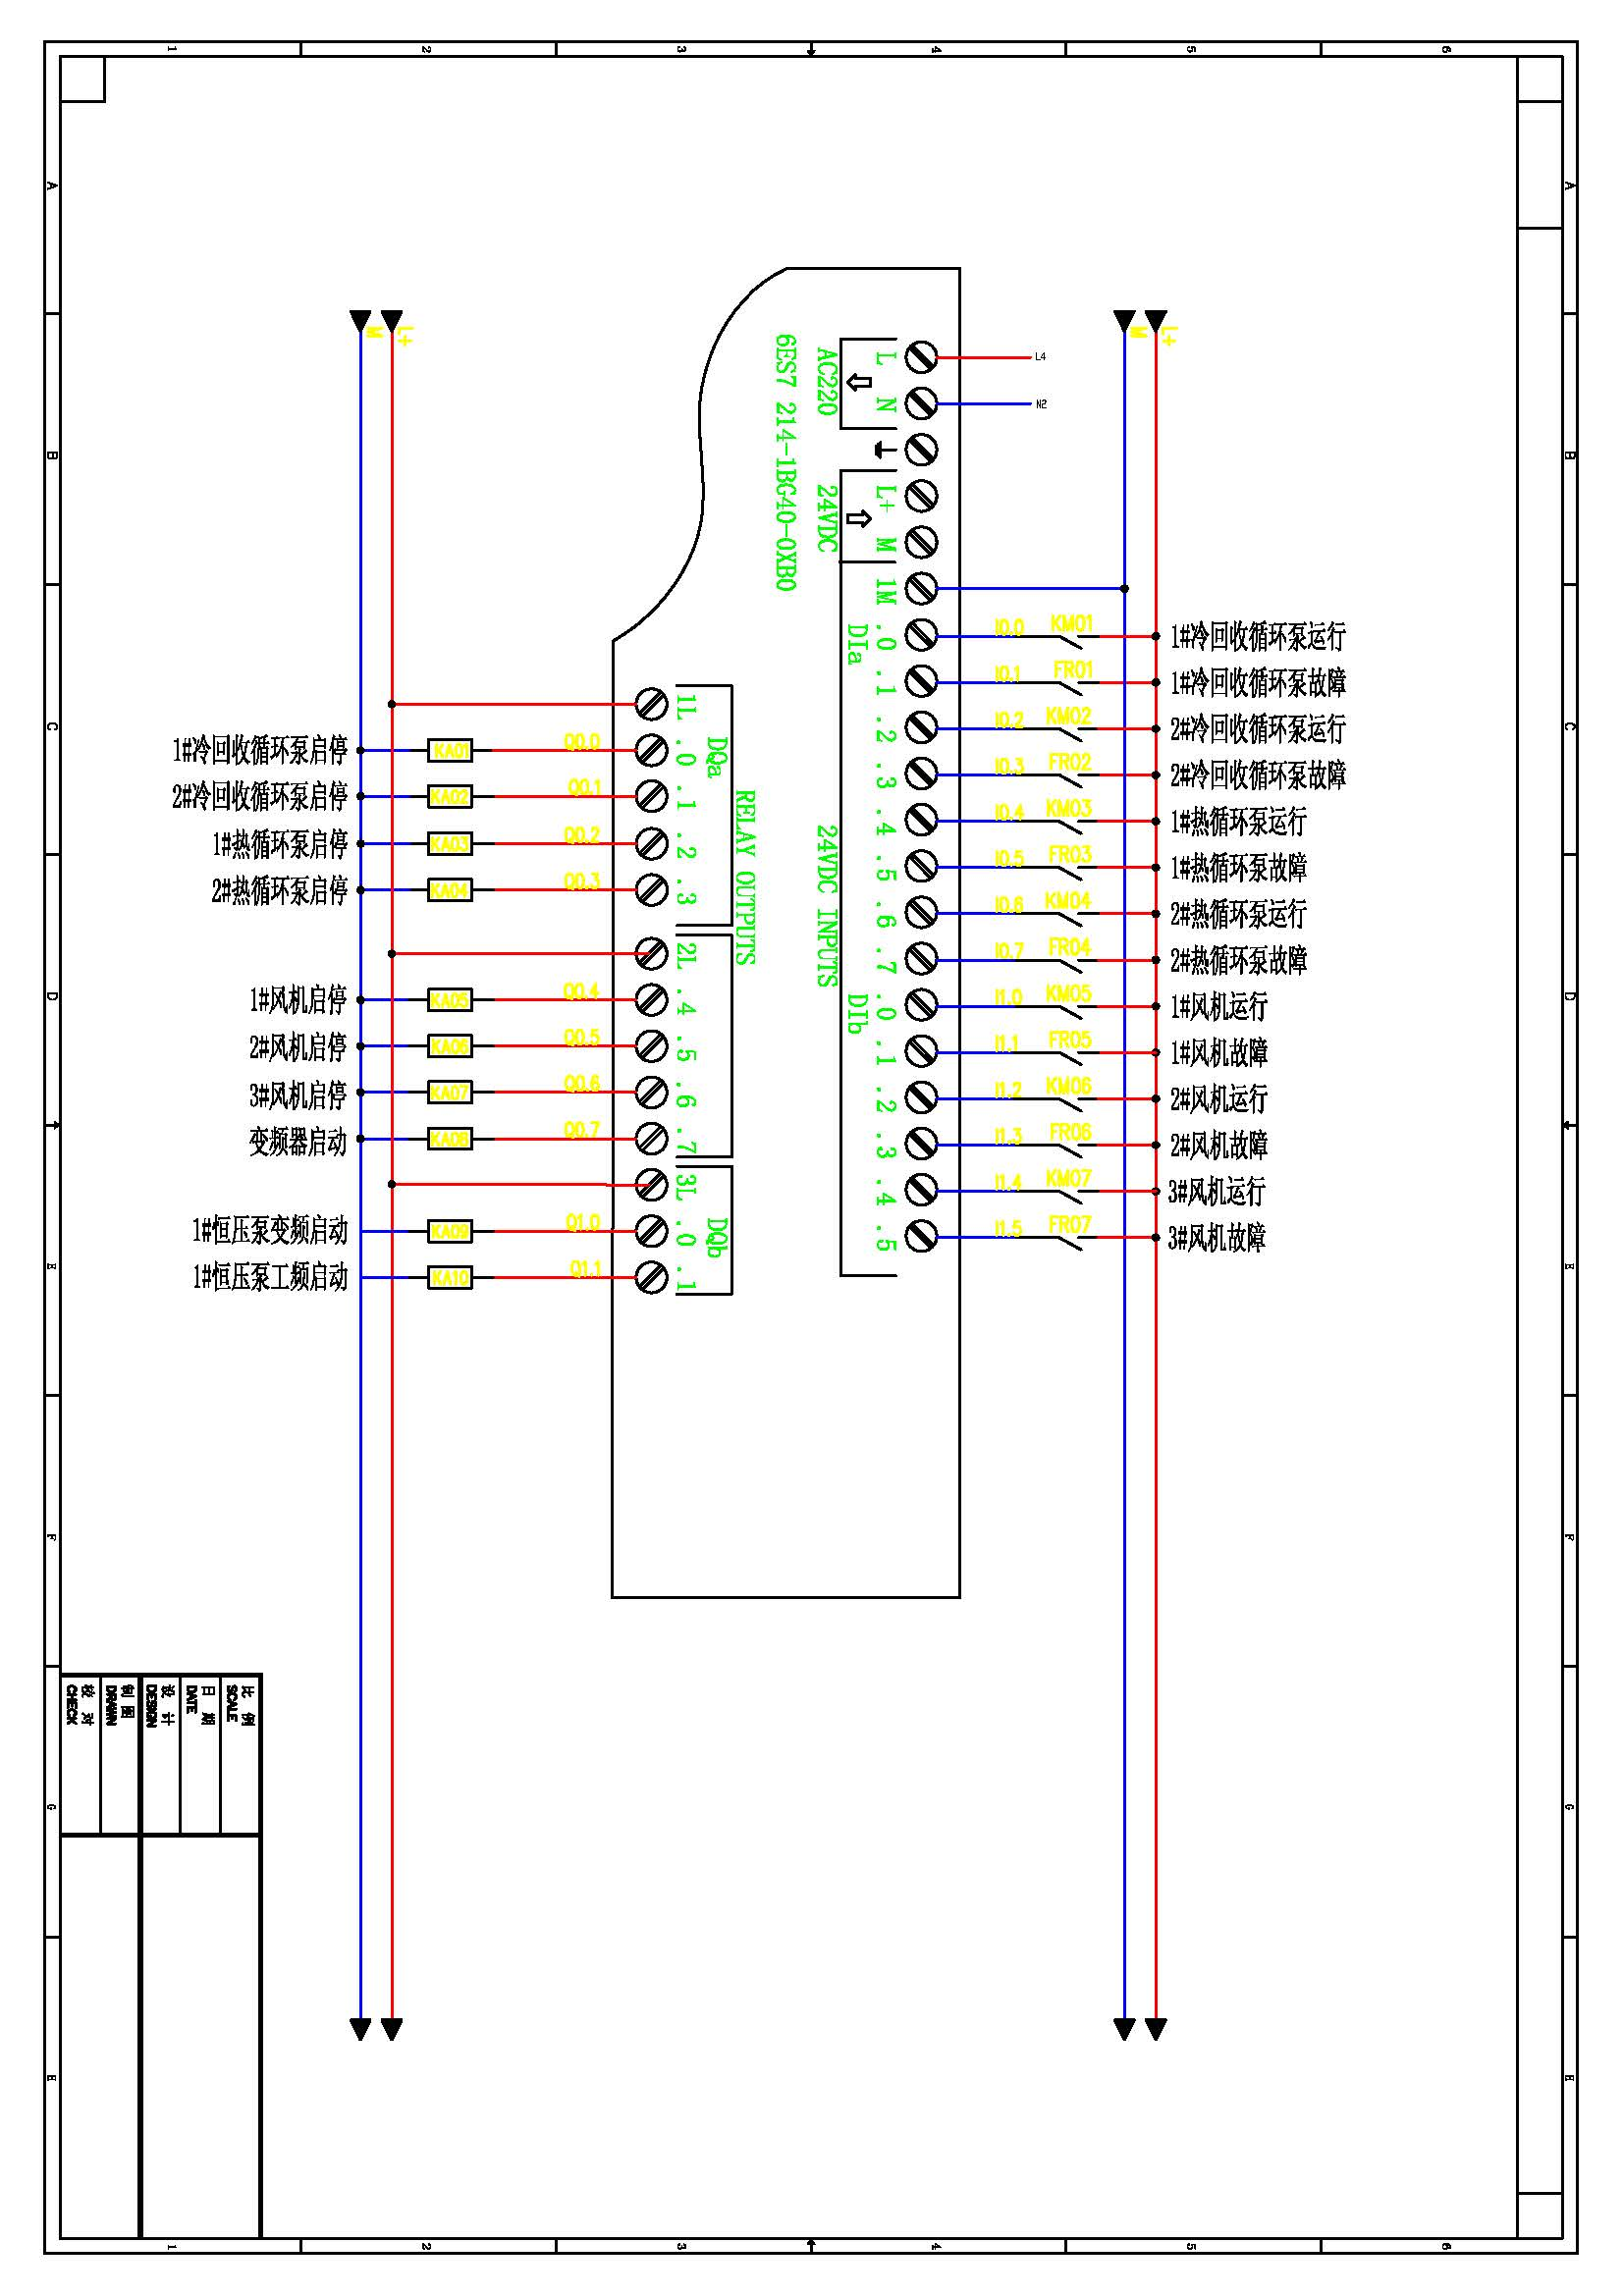 1
2
3
4
5
6
A
A
L+
M
L+
M
6ES7 214-1BG40-0XB0
AC220
L
L4
N
N2
B
B
24VDC
L+
M
1M
C
C
24VDC INPUTS
DIa
.0 I0.0 KM01 1#冷回收循环泵运行
.1 I0.1 FR01 1#冷回收循环泵故障
.2 I0.2 KM02 2#冷回收循环泵运行
.3 I0.3 FR02 2#冷回收循环泵故障
.4 I0.4 KM03 1#热循环泵运行
.5 I0.5 FR03 1#热循环泵故障
.6 I0.6 KM04 2#热循环泵运行
.7 I0.7 FR04 2#热循环泵故障
DIb
.0 I1.0 KM05 1#风机运行
.1 I1.1 FR05 1#风机故障
.2 I1.2 KM06 2#风机运行
.3 I1.3 FR06 2#风机故障
.4 I1.4 KM07 3#风机运行
.5 I1.5 FR07 3#风机故障
RELAY OUTPUTS
1L
DQa
1#冷回收循环泵启停 KA01 Q0.0 .0
2#冷回收循环泵启停 KA02 Q0.1 .1
1#热循环泵启停 KA03 Q0.2 .2
2#热循环泵启停 KA04 Q0.3 .3
2L
1#风机启停 KA05 Q0.4 .4
2#风机启停 KA06 Q0.5 .5
3#风机启停 KA07 Q0.6 .6
变频器启动 KA08 Q0.7 .7
3L
DQb
1#恒压泵变频启动 KA09 Q1.0 .0
1#恒压泵工频启动 KA10 Q1.1 .1
D
D
E
E
F
F
比 例
SCALE
日 期
DATE
设 计
DESIGN
制 图
DRAWN
校 对
CHECK
G
G
H
H
1
2
3
4
5
6